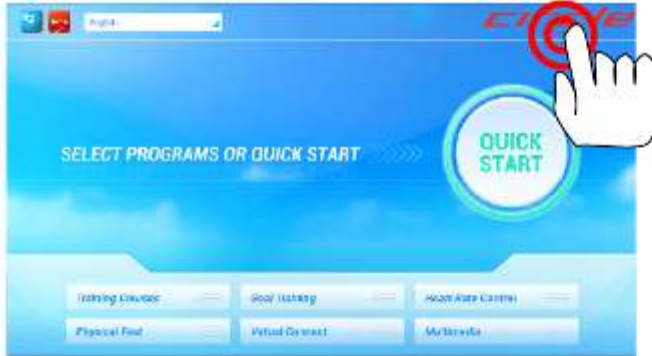 English
SELECT PROGRAMS OR QUICK START
QUICK
START
Training Courses
Goal Training
Heart Rate Control
Physical Test
Virtual Connect
Multimedia